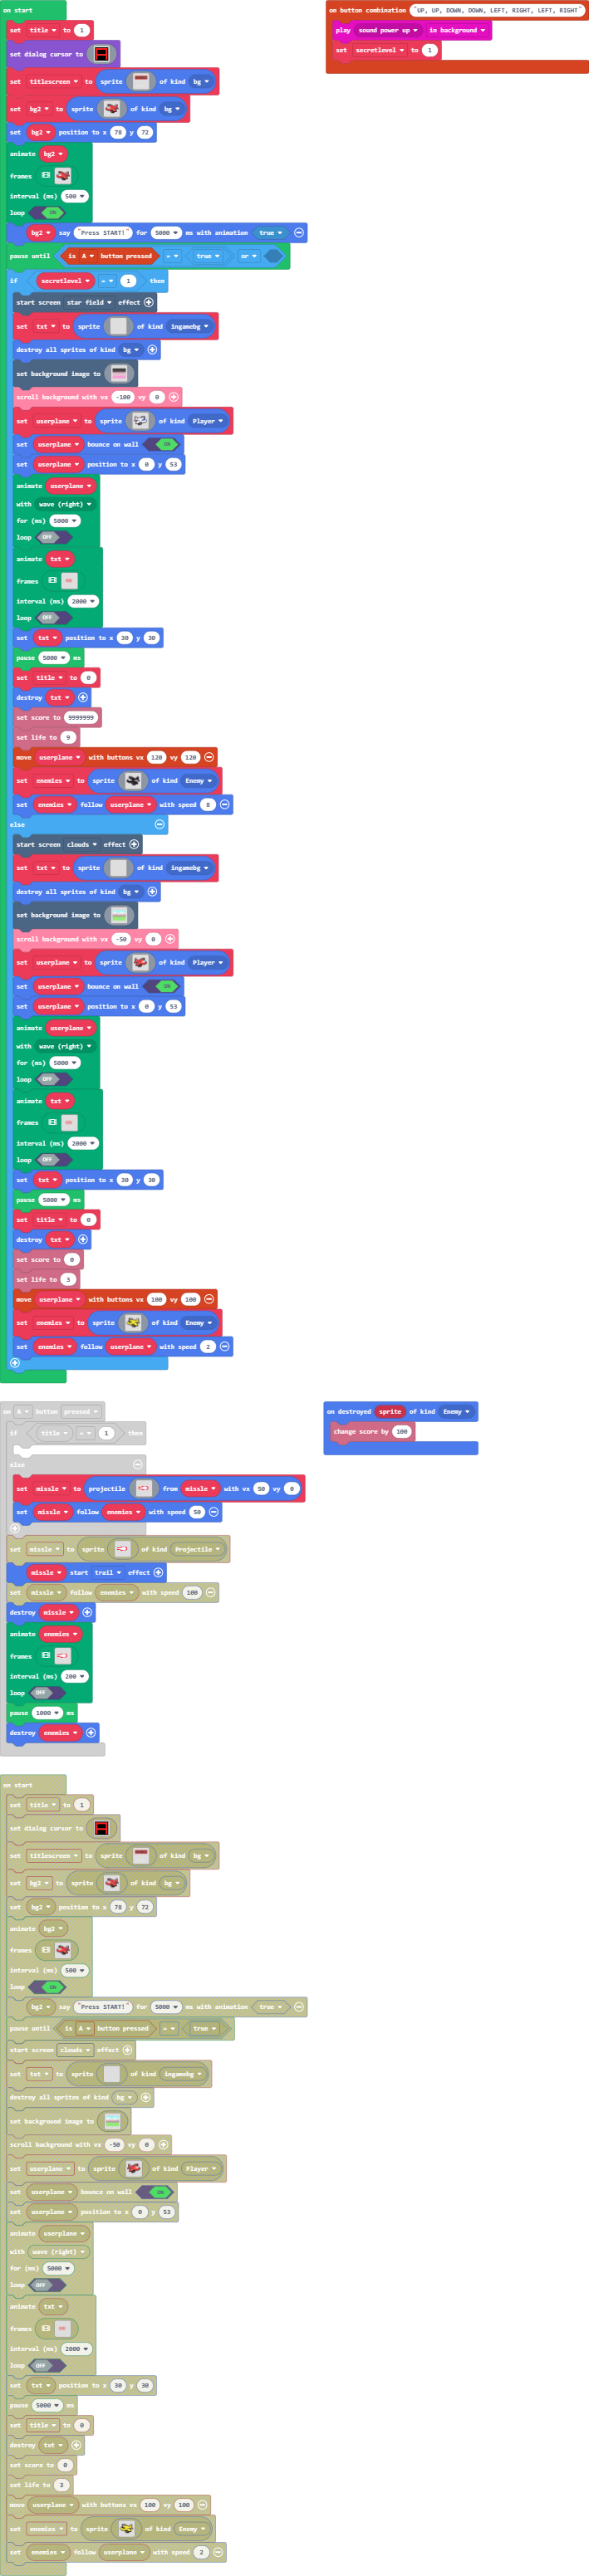 on start
set title to 1
set dialog cursor to
set titlescreen to sprite of kind bg
set bg2 to sprite of kind bg
set bg2 position to x 78 y 72
animate bg2
frames
interval (ms) 500
loop ON
bg2 say "Press START!" for 5000 ms with animation true
pause until is A button pressed = true or
if secretlevel = 1 then
start screen star field effect
set txt to sprite of kind ingamebg
destroy all sprites of kind bg
set background image to
scroll background with vx -100 vy 0
set userplane to sprite of kind Player
set userplane bounce on wall ON
set userplane position to x 0 y 53
animate userplane
with wave (right)
for (ms) 5000
loop OFF
animate txt
frames
interval (ms) 2000
loop OFF
set txt position to x 30 y 30
pause 5000 ms
set title to 0
destroy txt
set score to 9999999
set life to 9
move userplane with buttons vx 120 vy 120
set enemies to sprite of kind Enemy
set enemies follow userplane with speed 8
else
start screen clouds effect
set txt to sprite of kind ingamebg
destroy all sprites of kind bg
set background image to
scroll background with vx -50 vy 0
set userplane to sprite of kind Player
set userplane bounce on wall ON
set userplane position to x 0 y 53
animate userplane
with wave (right)
for (ms) 5000
loop OFF
animate txt
frames
interval (ms) 2000
loop OFF
set txt position to x 30 y 30
pause 5000 ms
set title to 0
destroy txt
set score to 0
set life to 3
move userplane with buttons vx 100 vy 100
set enemies to sprite of kind Enemy
set enemies follow userplane with speed 2
on button combination "UP, UP, DOWN, DOWN, LEFT, RIGHT, LEFT, RIGHT"
play sound power up in background
set secretlevel to 1
on A button pressed
if title = 1 then
else
set missle to projectile from missle with vx 50 vy 0
set missle follow enemies with speed 50
set missle to sprite of kind Projectile
missle start trail effect
set missle follow enemies with speed 100
destroy missle
animate enemies
frames
interval (ms) 200
loop OFF
pause 1000 ms
destroy enemies
on destroyed sprite of kind Enemy
change score by 100
on start
set title to 1
set dialog cursor to
set titlescreen to sprite of kind bg
set bg2 to sprite of kind bg
set bg2 position to x 78 y 72
animate bg2
frames
interval (ms) 500
loop ON
bg2 say "Press START!" for 5000 ms with animation true
pause until is A button pressed = true
start screen clouds effect
set txt to sprite of kind ingamebg
destroy all sprites of kind bg
set background image to
scroll background with vx -50 vy 0
set userplane to sprite of kind Player
set userplane bounce on wall ON
set userplane position to x 0 y 53
animate userplane
with wave (right)
for (ms) 5000
loop OFF
animate txt
frames
interval (ms) 2000
loop OFF
set txt position to x 30 y 30
pause 5000 ms
set title to 0
destroy txt
set score to 0
set life to 3
move userplane with buttons vx 100 vy 100
set enemies to sprite of kind Enemy
set enemies follow userplane with speed 2